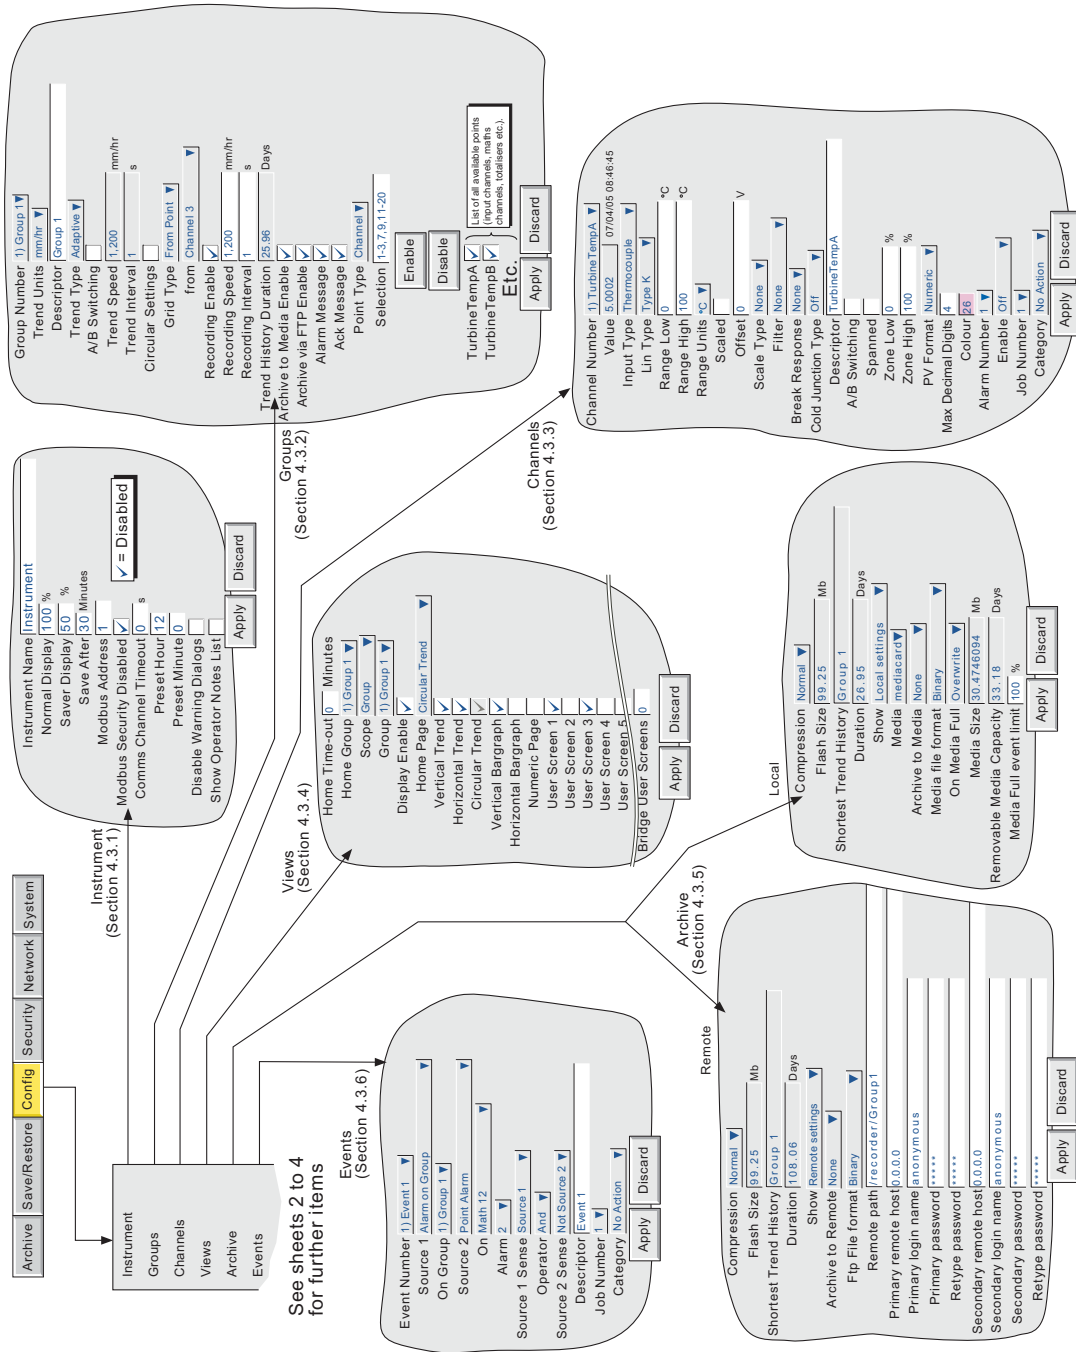 Archive Save/Restore Config Security Network System
Instrument
Groups
Channels
Views
Archive
Events
See sheets 2 to 4
for further items
Instrument
(Section 4.3.1)
Instrument Name Instrument
Normal Display 100 %
Saver Display 50 %
Save After 30 Minutes
Modbus Address 1
Modbus Security Disabled ✓
✓ = Disabled
Comms Channel Timeout 0 s
Preset Hour 12
Preset Minute 0
Disable Warning Dialogs
Show Operator Notes List
Apply Discard
Groups
(Section 4.3.2)
Group Number 1) Group 1
Trend Units mm/hr
Descriptor Group 1
Trend Type Adaptive
A/B Switching
Trend Speed 1,200 mm/hr
Trend Interval 1 s
Circular Settings
Grid Type From Point
from Channel 3
Recording Enable ✓
Recording Speed 1,200 mm/hr
Recording Interval 1 s
Trend History Duration 25.96 Days
Archive to Media Enable ✓
Archive via FTP Enable ✓
Alarm Message ✓
Ack Message ✓
Point Type Channel
Selection 1-3,7,9,11-20
Enable
Disable
TurbineTempA ✓
TurbineTempB ✓
Etc.
List of all available points
(input channels, maths
channels, totalisers etc.).
Apply Discard
Views
(Section 4.3.4)
Home Time-out 0 Minutes
Home Group 1) Group 1
Scope Group
Group 1) Group 1
Display Enable ✓
Home Page Circular Trend
Vertical Trend ✓
Horizontal Trend ✓
Circular Trend ✓
Vertical Bargraph ✓
Horizontal Bargraph
Numeric Page
User Screen 1 ✓
User Screen 2
User Screen 3 ✓
User Screen 4
User Screen 5
Bridge User Screens 0
Apply Discard
Channels
(Section 4.3.3)
Channel Number 1) TurbineTempA
Value 5.0002 07/04/05 08:46:45
Input Type Thermocouple
Lin Type Type K
Range Low 0 °C
Range High 100 °C
Range Units °C
Scaled
Offset 0 V
Scale Type None
Filter None
Break Response None
Cold Junction Type Off
Descriptor TurbineTempA
A/B Switching
Spanned
Zone Low 0 %
Zone High 100 %
PV Format Numeric
Max Decimal Digits 4
Colour 26
Alarm Number 1
Enable Off
Job Number 1
Category No Action
Apply Discard
Events
(Section 4.3.6)
Event Number 1) Event 1
Source 1 Alarm on Group
On Group 1) Group 1
Source 2 Point Alarm
On Math 12
Alarm 2
Source 1 Sense Source 1
Operator And
Source 2 Sense Not Source 2
Descriptor Event 1
Job Number 1
Category No Action
Apply Discard
Archive
(Section 4.3.5)
Remote
Compression Normal
Flash Size 99.25 Mb
Shortest Trend History Group 1
Duration 108.06 Days
Show Remote settings
Archive to Remote None
Ftp File format Binary
Remote path /recorder/Group1
Primary remote host 0.0.0.0
Primary login name anonymous
Primary password *****
Retype password *****
Secondary remote host 0.0.0.0
Secondary login name anonymous
Secondary password *****
Retype password *****
Apply Discard
Local
Compression Normal
Flash Size 99.25 Mb
Shortest Trend History Group 1
Duration 26.95 Days
Show Local settings
Media mediacard
Archive to Media None
Media file format Binary
On Media Full Overwrite
Media Size 30.4746094 Mb
Removable Media Capacity 33.18 Days
Media Full event limit 100 %
Apply Discard